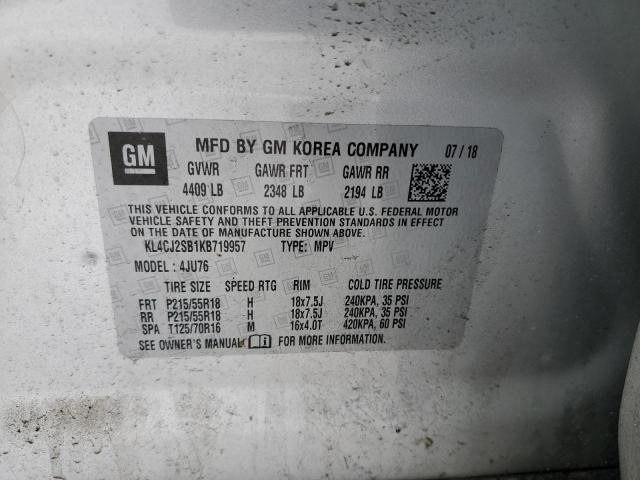 GM MFD BY GM KOREA COMPANY 07/18
GVWR GAWR FRT GAWR RR
4409 LB 2348 LB 2194 LB
THIS VEHICLE CONFORMS TO ALL APPLICABLE U.S. FEDERAL MOTOR
VEHICLE SAFETY AND THEFT PREVENTION STANDARDS IN EFFECT
ON THE DATE OF MANUFACTURE SHOWN ABOVE.
KL4CJ2SB1KB719957 TYPE: MPV
MODEL: 4JU76
TIRE SIZE SPEED RTG RIM COLD TIRE PRESSURE
FRT P215/55R18 H 18x7.5J 240KPA, 35 PSI
RR P215/55R18 H 18x7.5J 240KPA, 35 PSI
SPA T125/70R16 M 16x4.0T 420KPA, 60 PSI
SEE OWNER'S MANUAL FOR MORE INFORMATION.